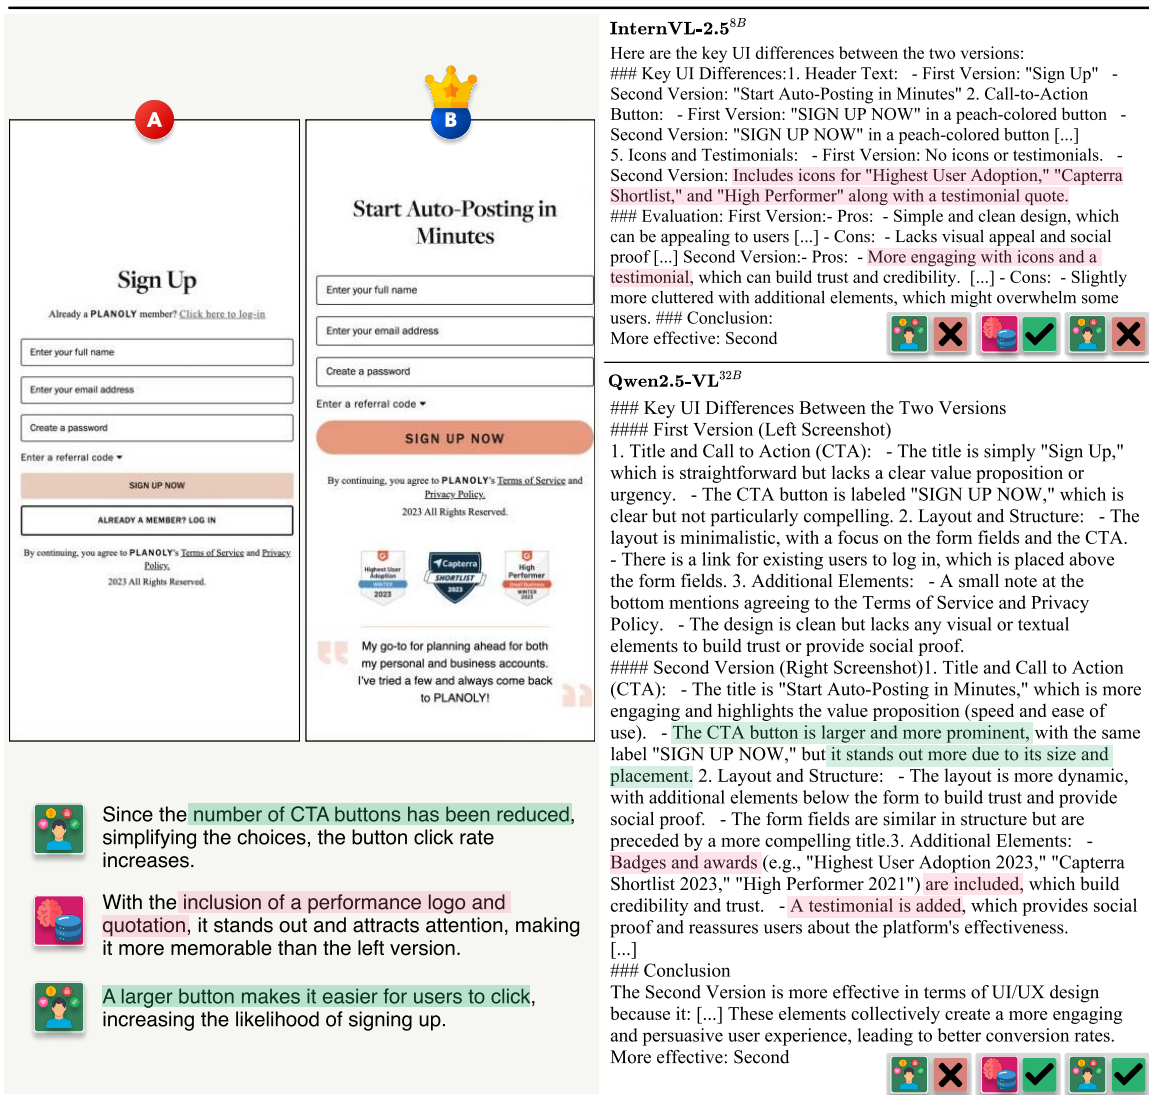 A
B
Sign Up
Already a PLANOLY member? Click here to log-in
Enter your full name
Enter your email address
Create a password
Enter a referral code
SIGN UP NOW
ALREADY A MEMBER? LOG IN
By continuing, you agree to PLANOLY's Terms of Service and Privacy
Policy.
2023 All Rights Reserved.
Start Auto-Posting in
Minutes
Enter your full name
Enter your email address
Create a password
Enter a referral code
SIGN UP NOW
By continuing, you agree to PLANOLY's Terms of Service and
Privacy Policy.
2023 All Rights Reserved.
Highest User
Adoption
WINTER
2023
Capterra
SHORTLIST
2023
High
Performer
Small Business
WINTER
2023
My go-to for planning ahead for both
my personal and business accounts.
I've tried a few and always come back
to PLANOLY!
Since the number of CTA buttons has been reduced,
simplifying the choices, the button click rate
increases.
With the inclusion of a performance logo and
quotation, it stands out and attracts attention, making
it more memorable than the left version.
A larger button makes it easier for users to click,
increasing the likelihood of signing up.
InternVL-2.5 8B
Here are the key UI differences between the two versions:
### Key UI Differences:1. Header Text: - First Version: "Sign Up" -
Second Version: "Start Auto-Posting in Minutes" 2. Call-to-Action
Button: - First Version: "SIGN UP NOW" in a peach-colored button -
Second Version: "SIGN UP NOW" in a peach-colored button [...]
5. Icons and Testimonials: - First Version: No icons or testimonials. -
Second Version: Includes icons for "Highest User Adoption," "Capterra
Shortlist," and "High Performer" along with a testimonial quote.
### Evaluation: First Version:- Pros: - Simple and clean design, which
can be appealing to users [...] - Cons: - Lacks visual appeal and social
proof [...] Second Version:- Pros: - More engaging with icons and a
testimonial, which can build trust and credibility. [...] - Cons: - Slightly
more cluttered with additional elements, which might overwhelm some
users. ### Conclusion:
More effective: Second
Qwen2.5-VL 32B
### Key UI Differences Between the Two Versions
#### First Version (Left Screenshot)
1. Title and Call to Action (CTA): - The title is simply "Sign Up,"
which is straightforward but lacks a clear value proposition or
urgency. - The CTA button is labeled "SIGN UP NOW," which is
clear but not particularly compelling. 2. Layout and Structure: - The
layout is minimalistic, with a focus on the form fields and the CTA.
- There is a link for existing users to log in, which is placed above
the form fields. 3. Additional Elements: - A small note at the
bottom mentions agreeing to the Terms of Service and Privacy
Policy. - The design is clean but lacks any visual or textual
elements to build trust or provide social proof.
#### Second Version (Right Screenshot)1. Title and Call to Action
(CTA): - The title is "Start Auto-Posting in Minutes," which is more
engaging and highlights the value proposition (speed and ease of
use). - The CTA button is larger and more prominent, with the same
label "SIGN UP NOW," but it stands out more due to its size and
placement. 2. Layout and Structure: - The layout is more dynamic,
with additional elements below the form to build trust and provide
social proof. - The form fields are similar in structure but are
preceded by a more compelling title.3. Additional Elements: -
Badges and awards (e.g., "Highest User Adoption 2023," "Capterra
Shortlist 2023," "High Performer 2021") are included, which build
credibility and trust. - A testimonial is added, which provides social
proof and reassures users about the platform's effectiveness.
[...]
### Conclusion
The Second Version is more effective in terms of UI/UX design
because it: [...] These elements collectively create a more engaging
and persuasive user experience, leading to better conversion rates.
More effective: Second